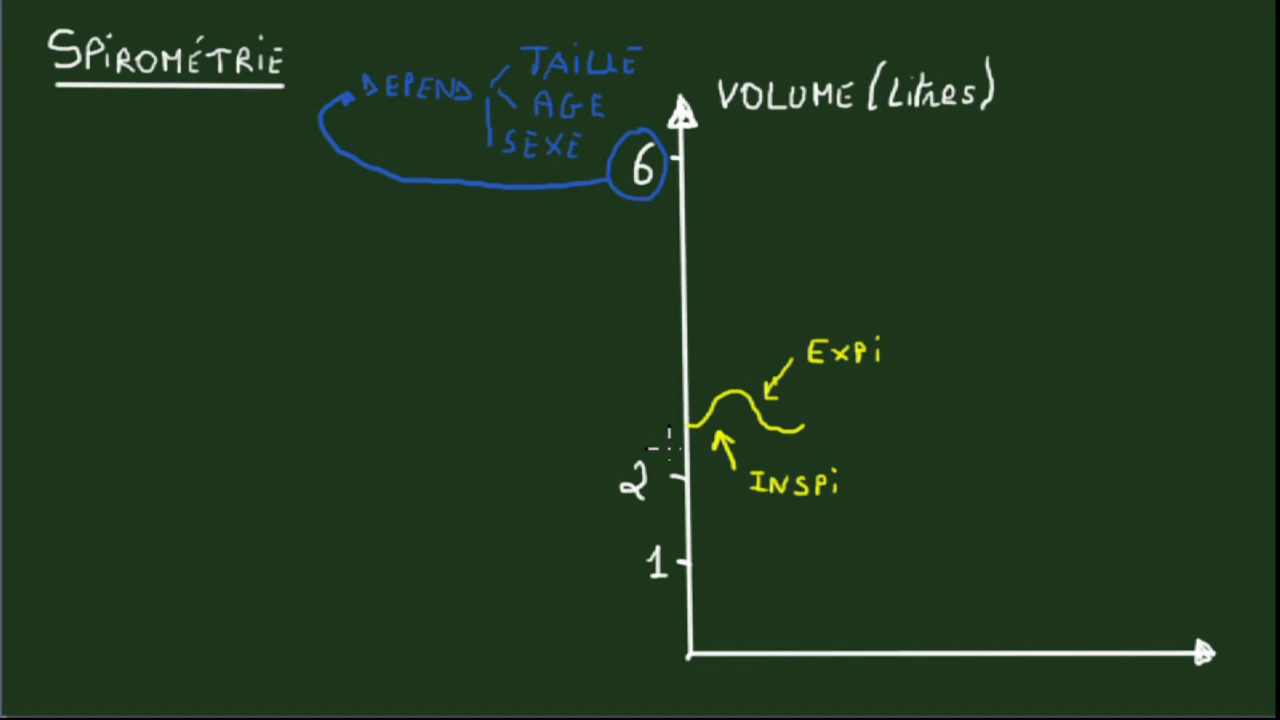 SPIROMÉTRIE
DEPEND
TAILLE
AGE
SEXE
VOLUME (Litres)
6
EXPi
2
INSPi
1